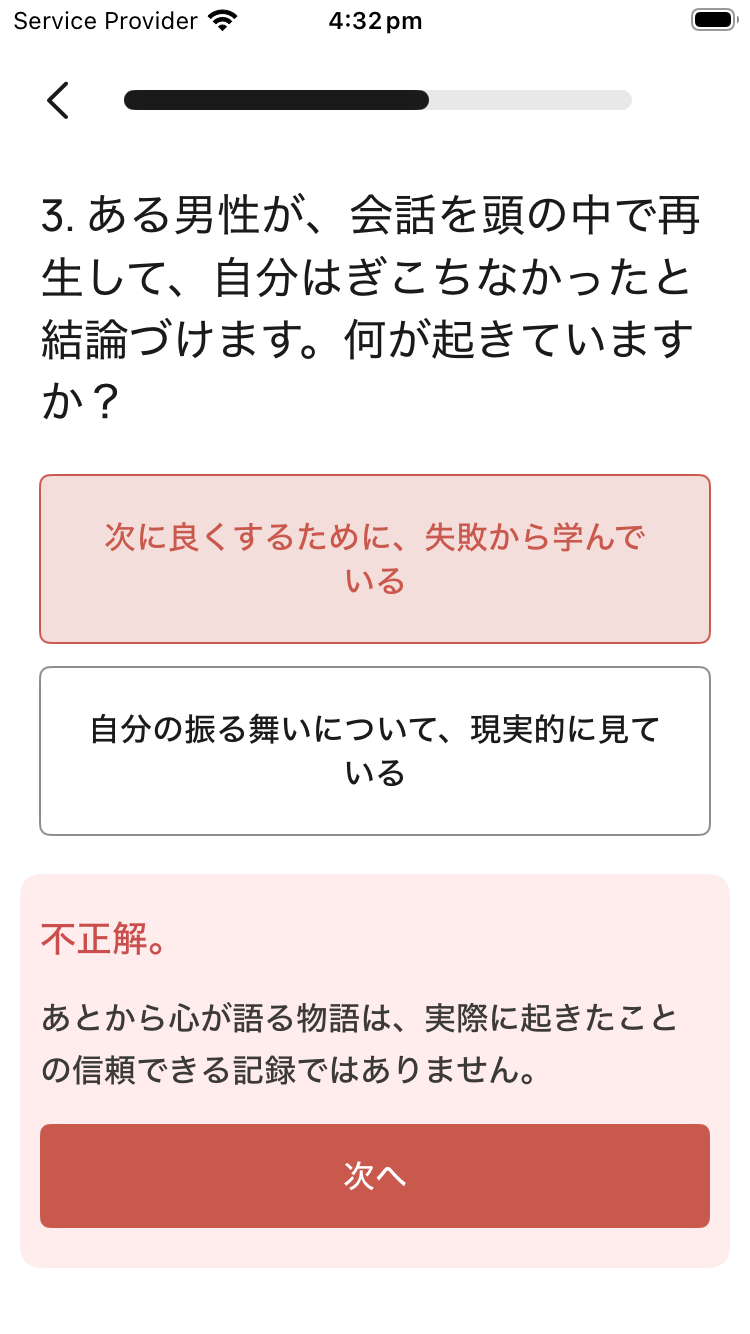 Service Provider
4:32pm
3. ある男性が、会話を頭の中で再
生して、自分はぎこちなかったと
結論づけます。何が起きています
か？
次に良くするために、失敗から学んで
いる
自分の振る舞いについて、現実的に見て
いる
不正解。
あとから心が語る物語は、実際に起きたこと
の信頼できる記録ではありません。
次へ